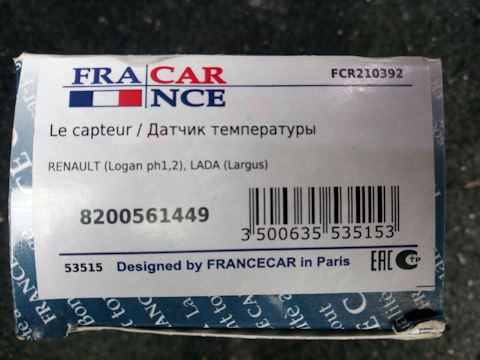 FRANCECAR
FCR210392
Le capteur / Датчик температуры
RENAULT (Logan ph1,2), LADA (Largus)
8200561449
3 500635 535153
53515 Designed by FRANCECAR in Paris
EAC